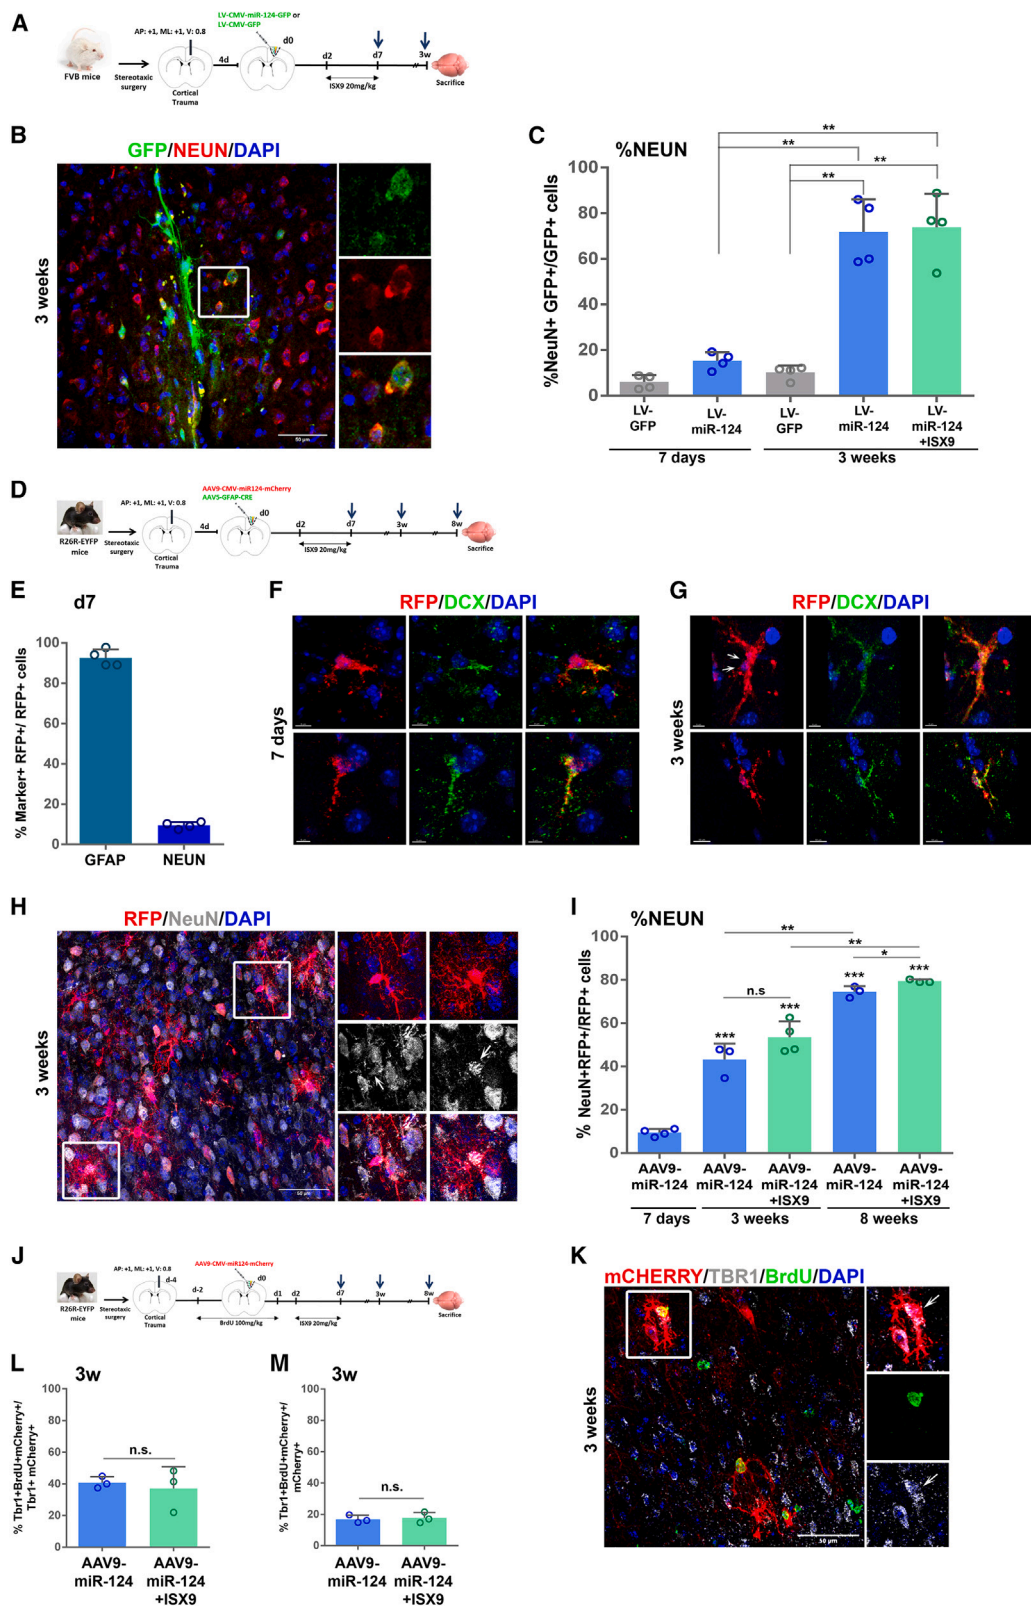 A
LV-CMV-miR-124-GFP or
LV-CMV-GFP
AP: +1, ML: +1, V: 0.8
d0
d2
d7
3w
4d
FVB mice
Stereotaxic
surgery
Cortical
Trauma
ISX9 20mg/kg
Sacrifice
B
GFP/NEUN/DAPI
3 weeks
50 µm
C
%NEUN
**
**
**
**
%NeuN+ GFP+/GFP+ cells
100
80
60
40
20
0
LV-
GFP
LV-
miR-124
LV-
GFP
LV-
miR-124
LV-
miR-124
+ISX9
7 days
3 weeks
D
AAV9-CMV-miR124-mCherry
AAV5-GFAP-CRE
AP: +1, ML: +1, V: 0.8
d0
d2
d7
3w
8w
4d
R26R-EYFP
mice
Stereotaxic
surgery
Cortical
Trauma
ISX9 20mg/kg
Sacrifice
E
d7
% Marker+ RFP+/ RFP+ cells
100
80
60
40
20
0
GFAP
NEUN
F
RFP/DCX/DAPI
7 days
G
RFP/DCX/DAPI
3 weeks
H
RFP/NeuN/DAPI
3 weeks
50 µm
I
%NEUN
**
**
*
n.s
***
***
***
***
% NeuN+RFP+/RFP+ cells
100
80
60
40
20
0
AAV9-
miR-124
AAV9-
miR-124
AAV9-
miR-124
+ISX9
AAV9-
miR-124
AAV9-
miR-124
+ISX9
7 days
3 weeks
8 weeks
J
AAV9-CMV-miR124-mCherry
AP: +1, ML: +1, V: 0.8
d-4
d-2
d0
d1
d2
d7
3w
8w
R26R-EYFP
mice
Stereotaxic
surgery
Cortical
Trauma
BrdU 100mg/kg
ISX9 20mg/kg
Sacrifice
K
mCHERRY/TBR1/BrdU/DAPI
3 weeks
50 µm
L
3w
% Tbr1+BrdU+mCherry+/
Tbr1+ mCherry+
100
80
60
40
20
0
n.s.
AAV9-
miR-124
AAV9-
miR-124
+ISX9
M
3w
% Tbr1+BrdU+mCherry+/
mCherry+
100
80
60
40
20
0
n.s.
AAV9-
miR-124
AAV9-
miR-124
+ISX9